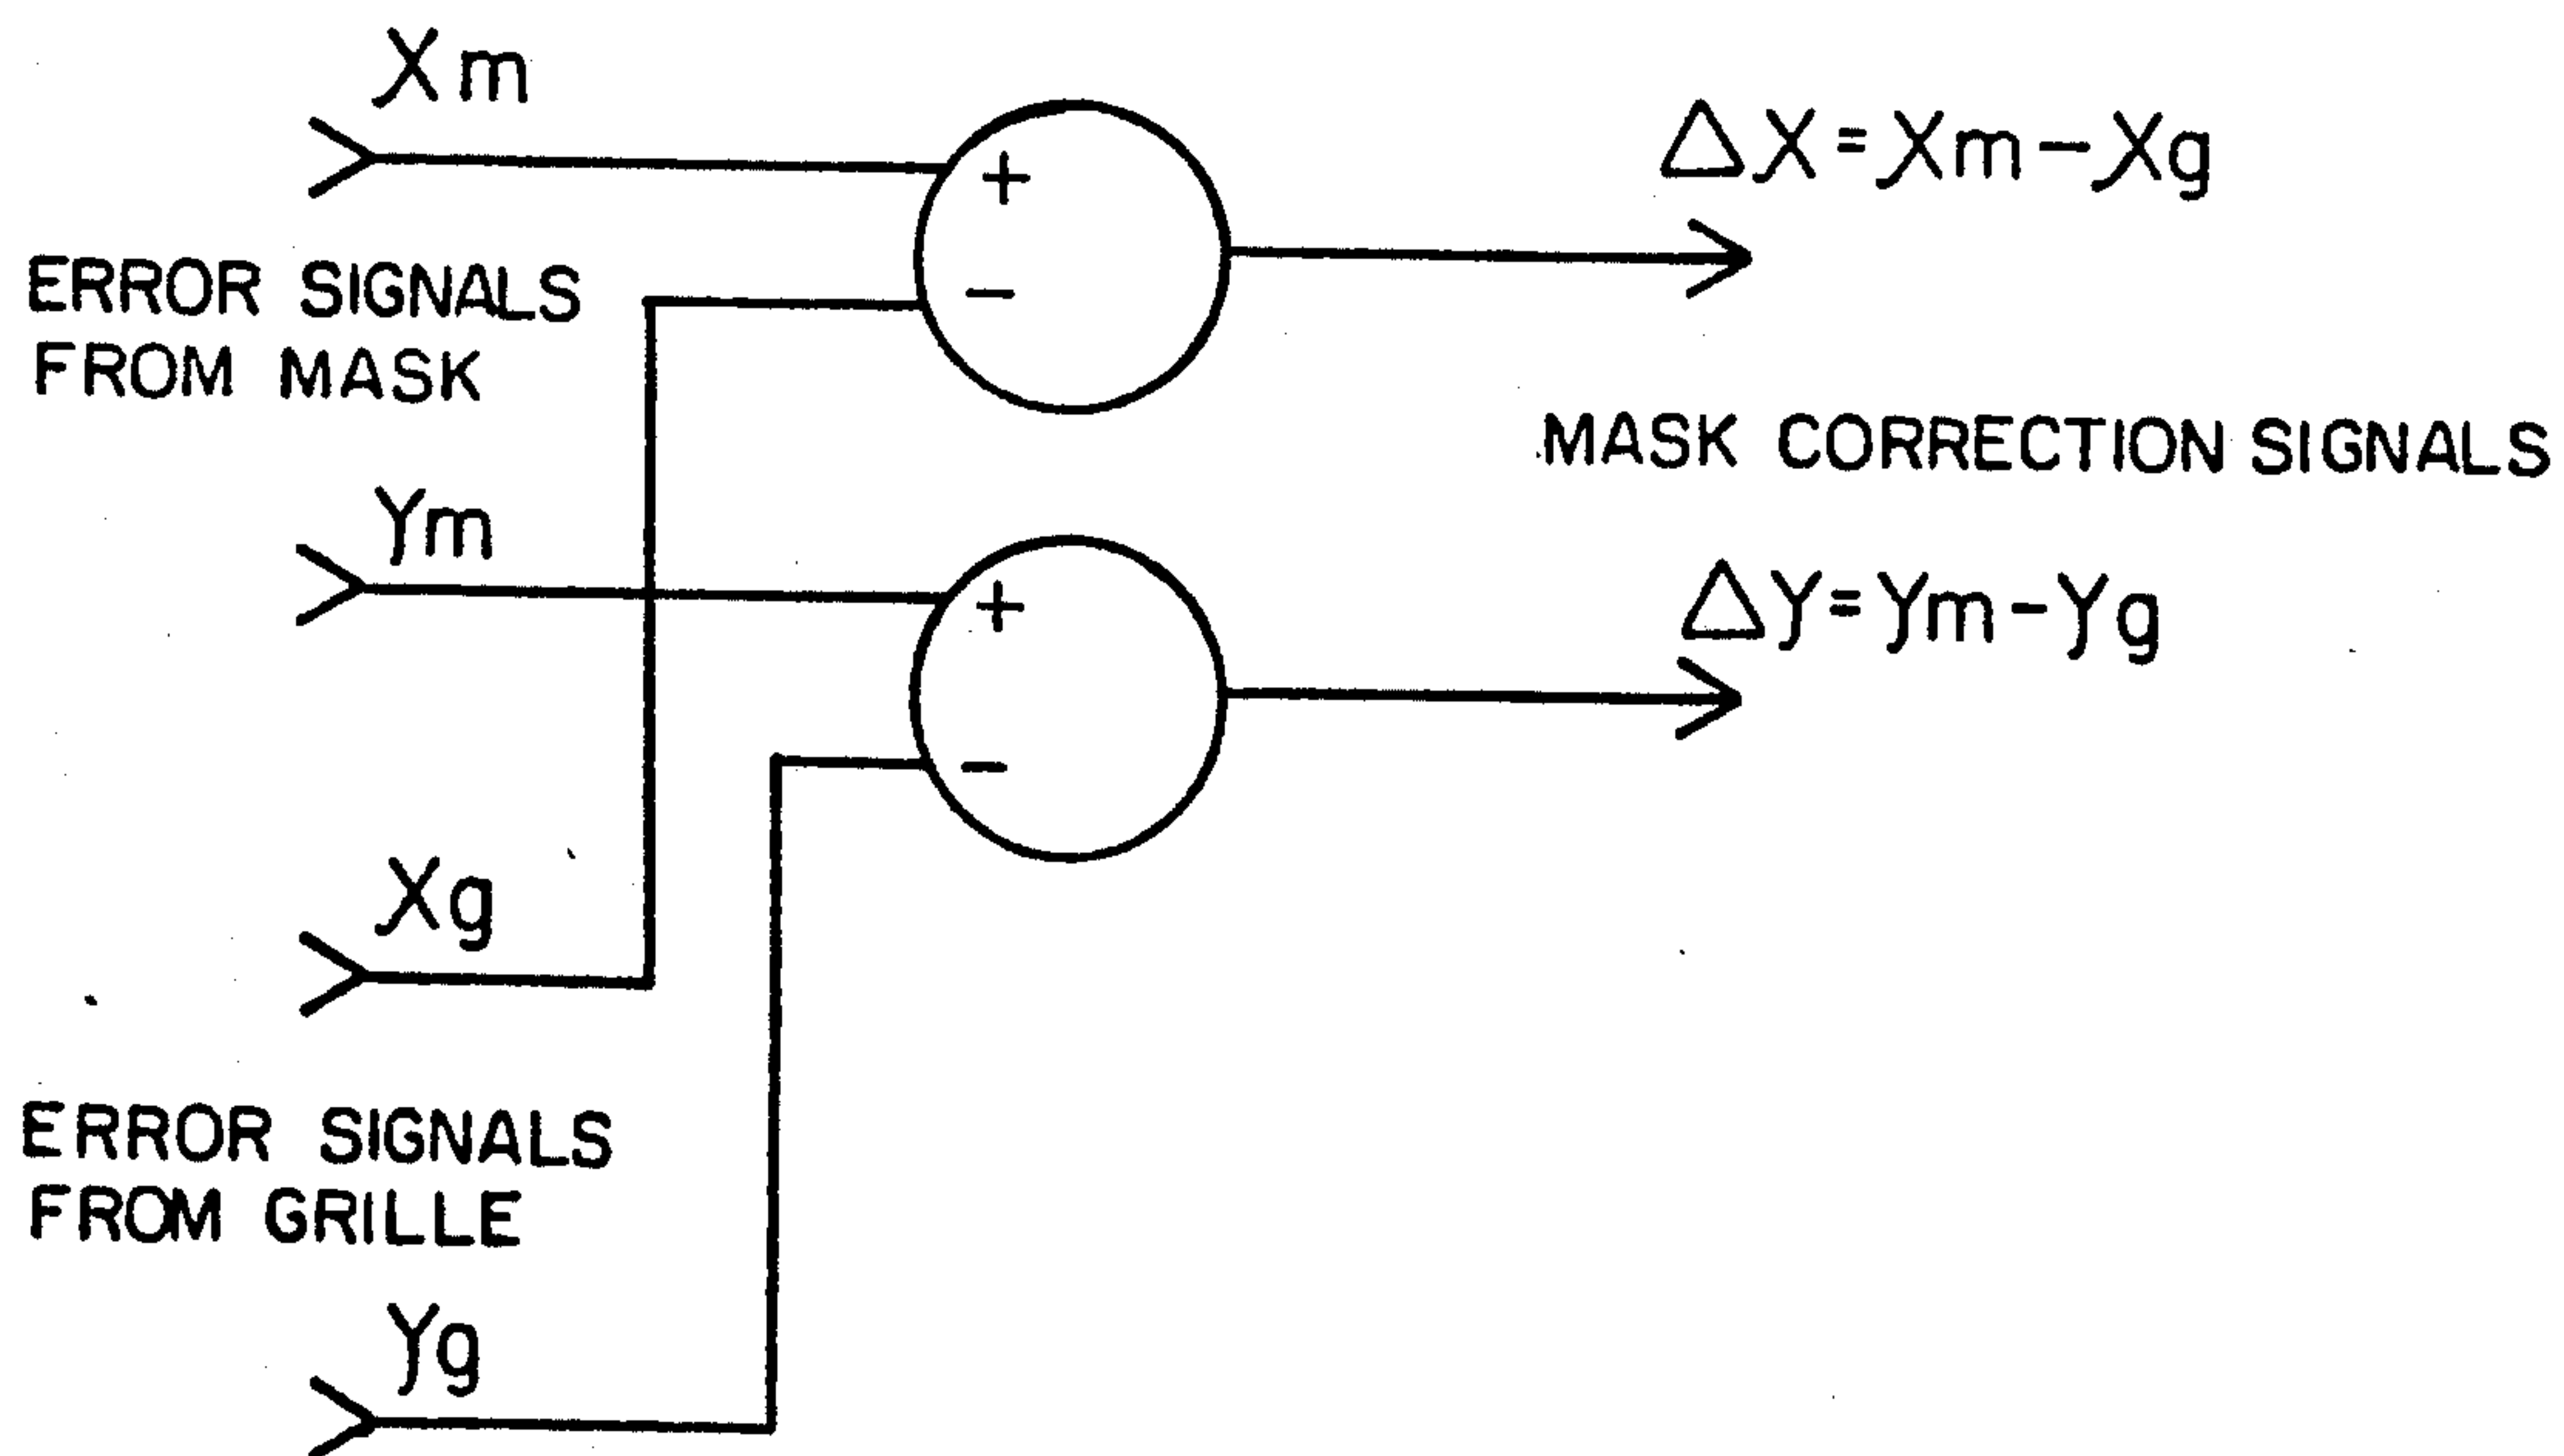 Xm
+
ΔX=Xm-Xg
ERROR SIGNALS
FROM MASK
-
MASK CORRECTION SIGNALS
Ym
+
ΔY=Ym-Yg
-
Xg
ERROR SIGNALS
FROM GRILLE
Yg